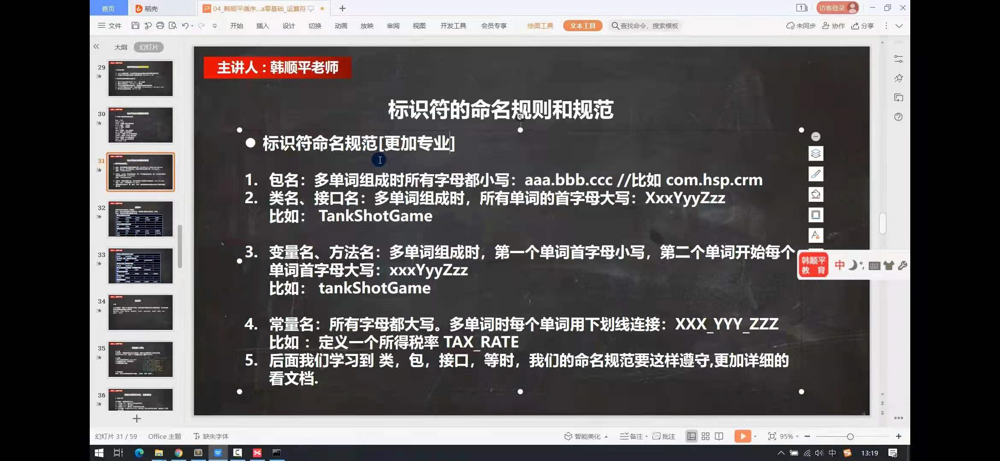 首页
稻壳
04_韩顺平循序...a零基础_运算符
1
访客登录
文件
开始
插入
设计
切换
动画
放映
审阅
视图
开发工具
会员专享
绘图工具
文本工具
查找命令、搜索模板
未同步
协作
分享
大纲
幻灯片
29
30
31
32
33
34
35
36
主讲人：韩顺平老师
标识符的命名规则和规范
标识符命名规范[更加专业]
1. 包名：多单词组成时所有字母都小写：aaa.bbb.ccc //比如 com.hsp.crm
2. 类名、接口名：多单词组成时，所有单词的首字母大写：XxxYyyZzz
比如： TankShotGame
3. 变量名、方法名：多单词组成时，第一个单词首字母小写，第二个单词开始每个
单词首字母大写：xxxYyyZzz
比如： tankShotGame
4. 常量名：所有字母都大写。多单词时每个单词用下划线连接：XXX_YYY_ZZZ
比如 ：定义一个所得税率 TAX_RATE
5. 后面我们学习到 类，包，接口，等时，我们的命名规范要这样遵守,更加详细的
看文档.
韩顺平
教 育
中
幻灯片 31 / 59
Office 主题
缺失字体
智能美化
备注
批注
95%
中
13:19